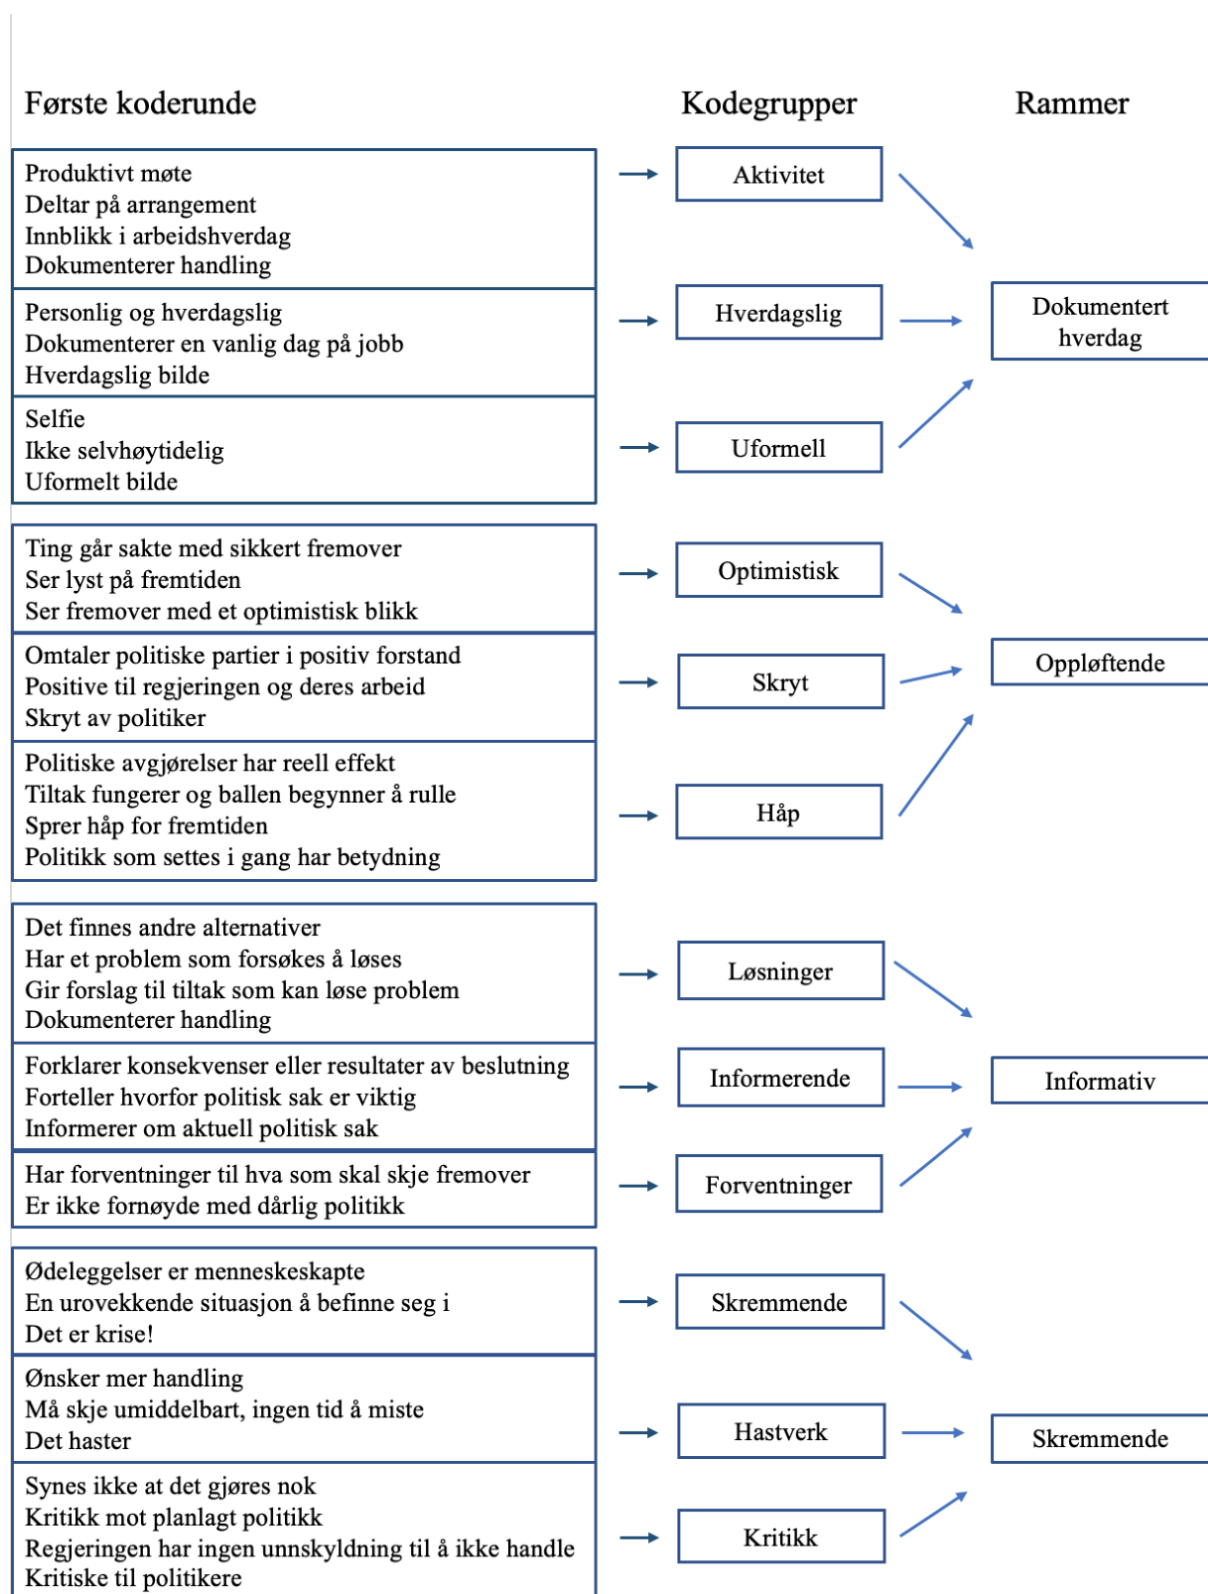 Første koderunde
Kodegrupper
Rammer
Produktivt møte
Deltar på arrangement
Innblikk i arbeidshverdag
Dokumenterer handling
Aktivitet
Personlig og hverdagslig
Dokumenterer en vanlig dag på jobb
Hverdagslig bilde
Hverdagslig
Selfie
Ikke selvhøytidelig
Uformelt bilde
Uformell
Dokumentert
hverdag
Ting går sakte med sikkert fremover
Ser lyst på fremtiden
Ser fremover med et optimistisk blikk
Optimistisk
Omtaler politiske partier i positiv forstand
Positive til regjeringen og deres arbeid
Skryt av politiker
Skryt
Politiske avgjørelser har reell effekt
Tiltak fungerer og ballen begynner å rulle
Sprer håp for fremtiden
Politikk som settes i gang har betydning
Håp
Oppløftende
Det finnes andre alternativer
Har et problem som forsøkes å løses
Gir forslag til tiltak som kan løse problem
Dokumenterer handling
Løsninger
Forklarer konsekvenser eller resultater av beslutning
Forteller hvorfor politisk sak er viktig
Informerer om aktuell politisk sak
Informerende
Har forventninger til hva som skal skje fremover
Er ikke fornøyde med dårlig politikk
Forventninger
Informativ
Ødeleggelser er menneskeskapte
En urovekkende situasjon å befinne seg i
Det er krise!
Skremmende
Ønsker mer handling
Må skje umiddelbart, ingen tid å miste
Det haster
Hastverk
Synes ikke at det gjøres nok
Kritikk mot planlagt politikk
Regjeringen har ingen unnskyldning til å ikke handle
Kritiske til politikere
Kritikk
Skremmende